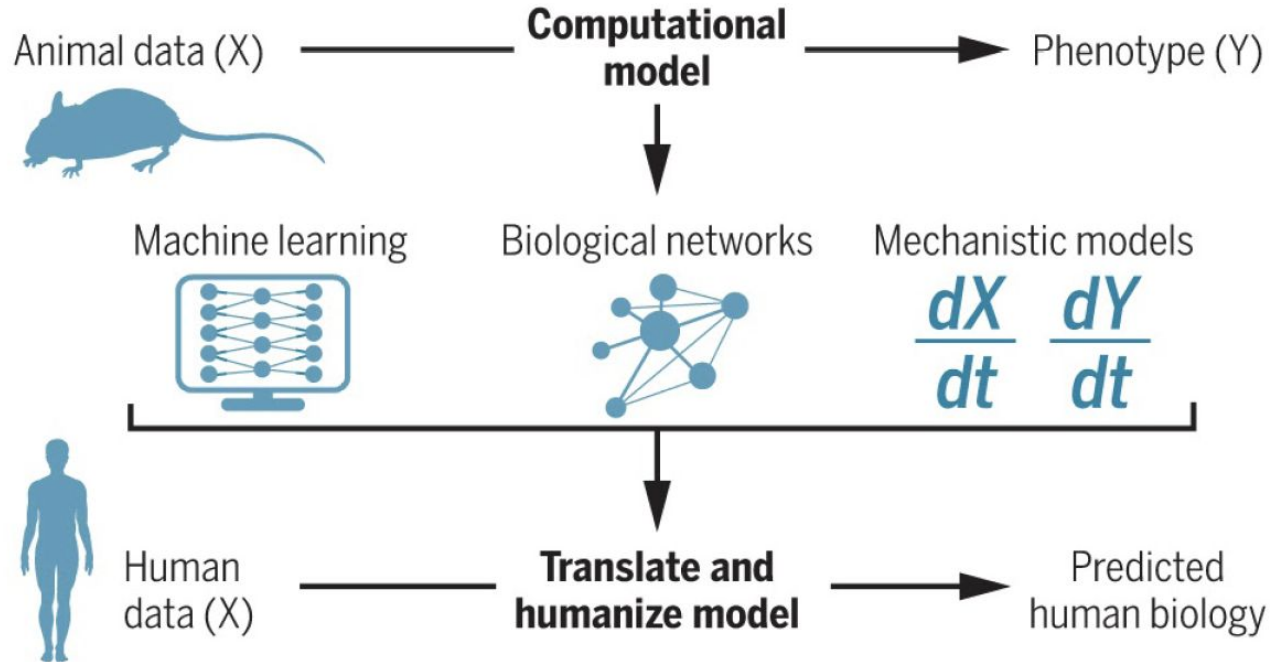 Animal data (X)
Computational
model
Phenotype (Y)
Machine learning
Biological networks
Mechanistic models
dX
dt
dY
dt
Human
data (X)
Translate and
humanize model
Predicted
human biology